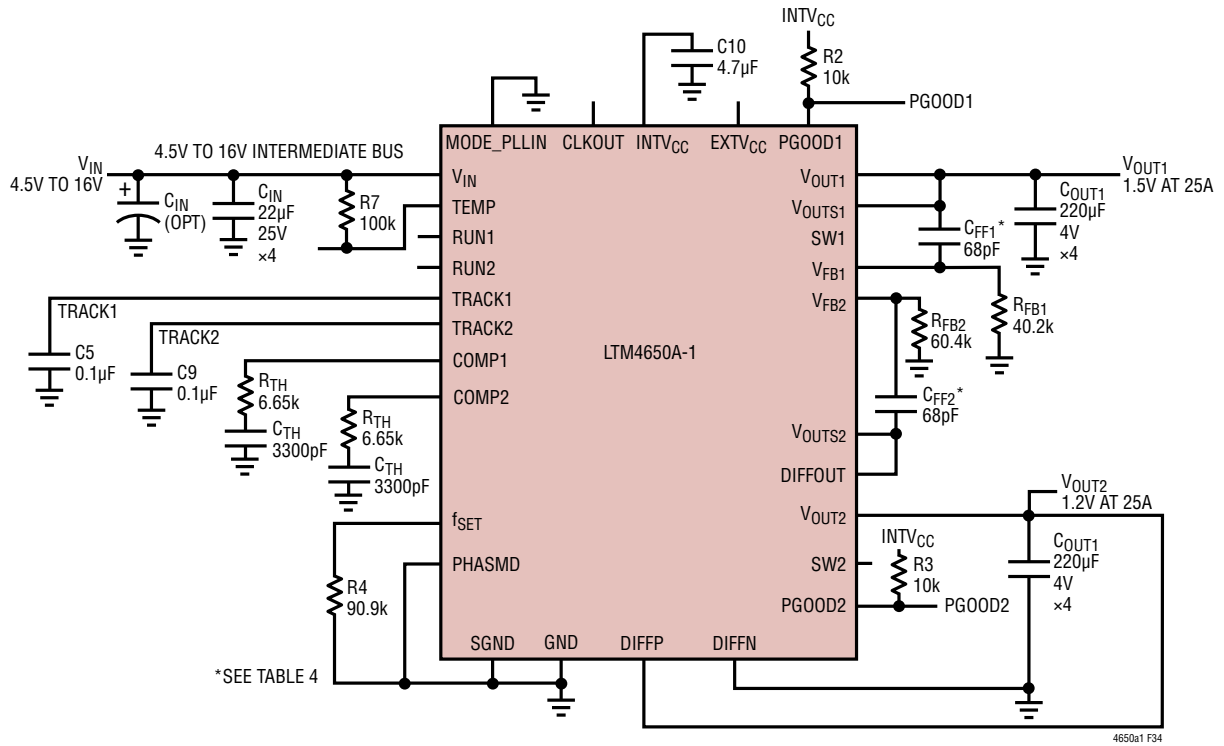 INTVCC
C10
4.7µF
R2
10k
PGOOD1
MODE_PLLIN
CLKOUT
INTVCC
EXTVCC
PGOOD1
VIN
4.5V TO 16V
4.5V TO 16V INTERMEDIATE BUS
+
CIN
(OPT)
CIN
22µF
25V
×4
R7
100k
VIN
TEMP
RUN1
RUN2
TRACK1
TRACK2
COMP1
COMP2
fSET
PHASMD
TRACK1
C5
0.1µF
TRACK2
C9
0.1µF
RTH
6.65k
CTH
3300pF
RTH
6.65k
CTH
3300pF
R4
90.9k
LTM4650A-1
VOUT1
VOUTS1
SW1
VFB1
VFB2
VOUTS2
DIFFOUT
VOUT2
SW2
PGOOD2
VOUT1
1.5V AT 25A
COUT1
220µF
4V
×4
CFF1*
68pF
RFB1
40.2k
RFB2
60.4k
CFF2*
68pF
VOUT2
1.2V AT 25A
COUT1
220µF
4V
×4
INTVCC
R3
10k
PGOOD2
SGND
GND
DIFFP
DIFFN
*SEE TABLE 4
4650a1 F34